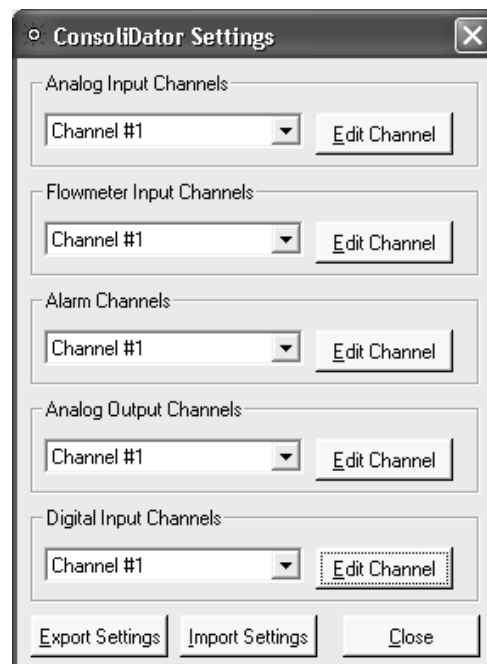 ConsoliDator Settings
Analog Input Channels
Channel #1 Edit Channel
Flowmeter Input Channels
Channel #1 Edit Channel
Alarm Channels
Channel #1 Edit Channel
Analog Output Channels
Channel #1 Edit Channel
Digital Input Channels
Channel #1 Edit Channel
Export Settings Import Settings Close